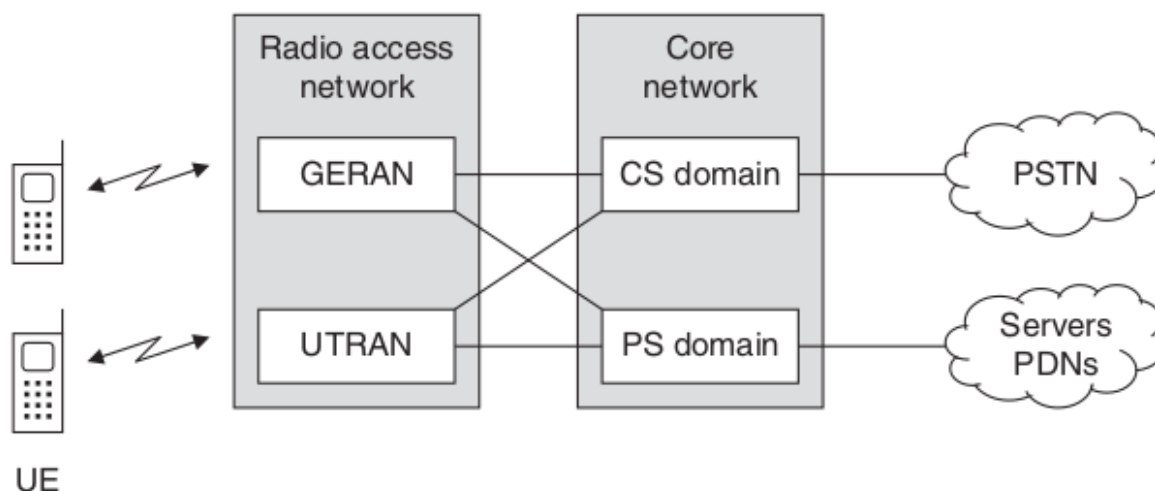 Radio access
network
Core
network
GERAN
CS domain
PSTN
UTRAN
PS domain
Servers
PDNs
UE